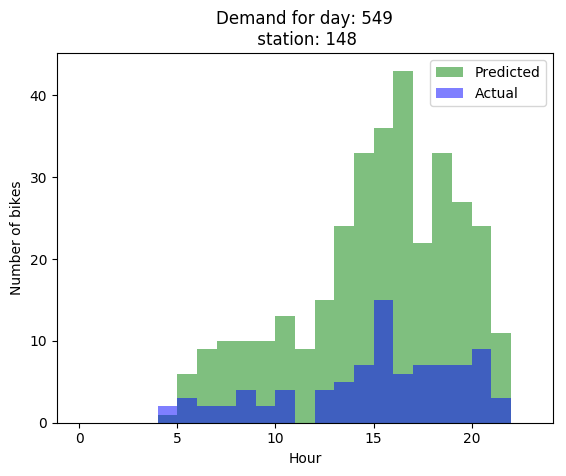 Demand for day: 549
station: 148
Predicted
Actual
Number of bikes
40
30
20
10
0
0 5 10 15 20
Hour